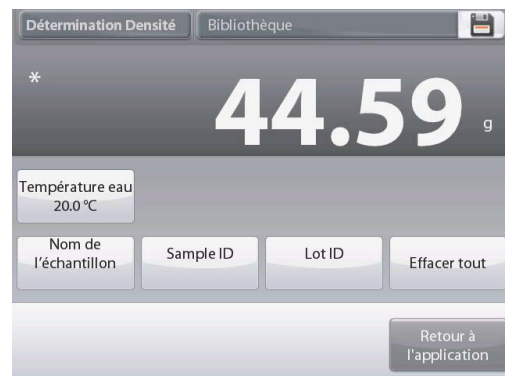 Détermination Densité Bibliothèque
*
44.59 g
Température eau
20.0 °C
Nom de
l'échantillon
Sample ID Lot ID Effacer tout
Retour à
l'application